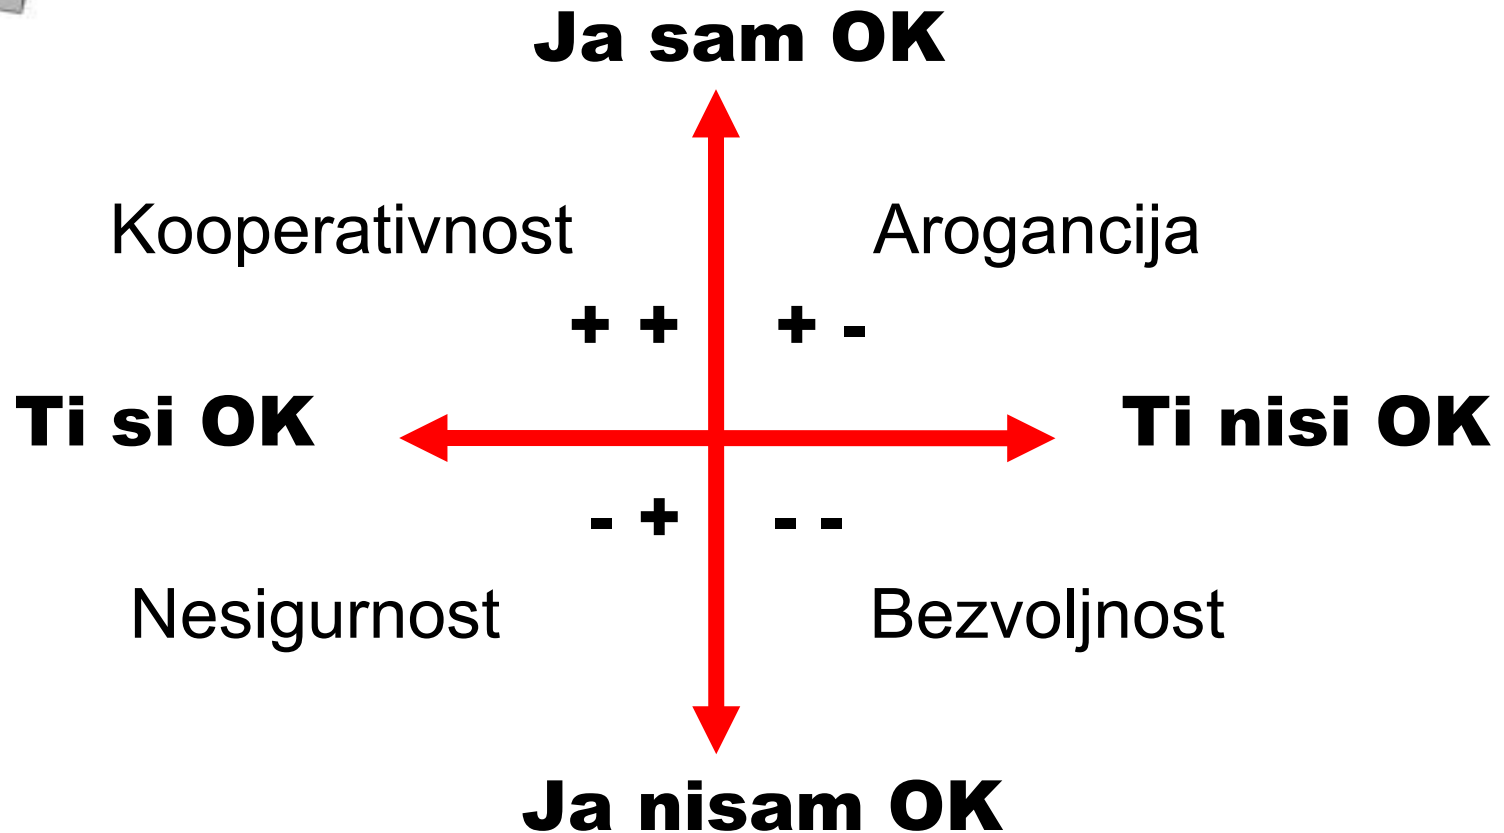 Ja sam OK
Kooperativnost Arogancija
+ + + -
Ti si OK Ti nisi OK
- + - -
Nesigurnost Bezvoljnost
Ja nisam OK